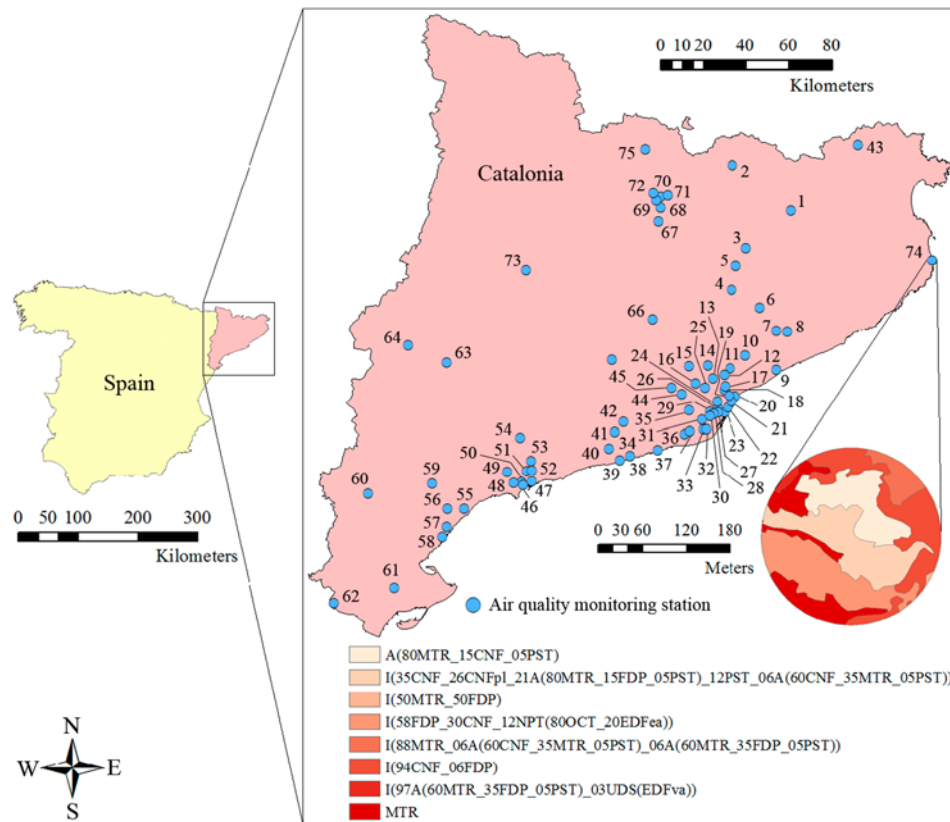 0 10 20 40 60 80
Kilometers
75
2
43
Catalonia
72 70
71
69 68
67
1
3
5
74
73
4
6
66
13
7 8
64
63
25
19
10
24 16 15 14 11 12
9
45 26
17
44
18
20
Spain
29
42
35
21
54
41
31
23
22
50 51 53
40 34
36
27
49 52
37
28
59
39 38
33 32
30
48 47
60
46
56 55
0 50 100 200 300
Kilometers
57
58
0 30 60 120 180
Meters
61
62
Air quality monitoring station
A(80MTR_15CNF_05PST)
I(35CNF_26CNFpl_21A(80MTR_15FDP_05PST)_12PST_06A(60CNF_35MTR_05PST))
I(50MTR_50FDP)
I(58FDP_30CNF_12NPT(80OCT_20EDFea))
I(88MTR_06A(60CNF_35MTR_05PST)_06A(60MTR_35FDP_05PST))
I(94CNF_06FDP)
I(97A(60MTR_35FDP_05PST)_03UDS(EDFva))
MTR
N
W E
S